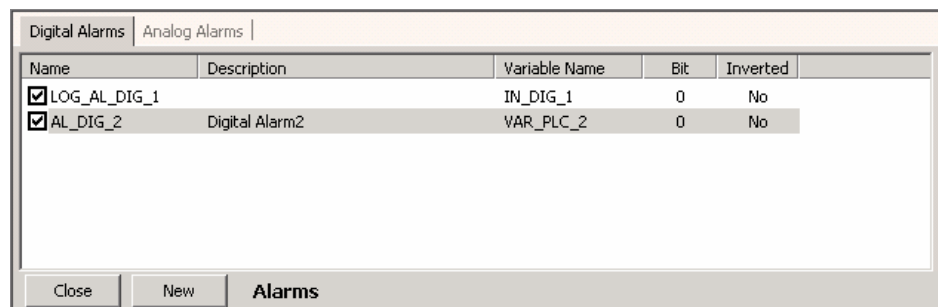 Digital Alarms Analog Alarms
Name Description Variable Name Bit Inverted
LOG_AL_DIG_1 IN_DIG_1 0 No
AL_DIG_2 Digital Alarm2 VAR_PLC_2 0 No
Close New Alarms